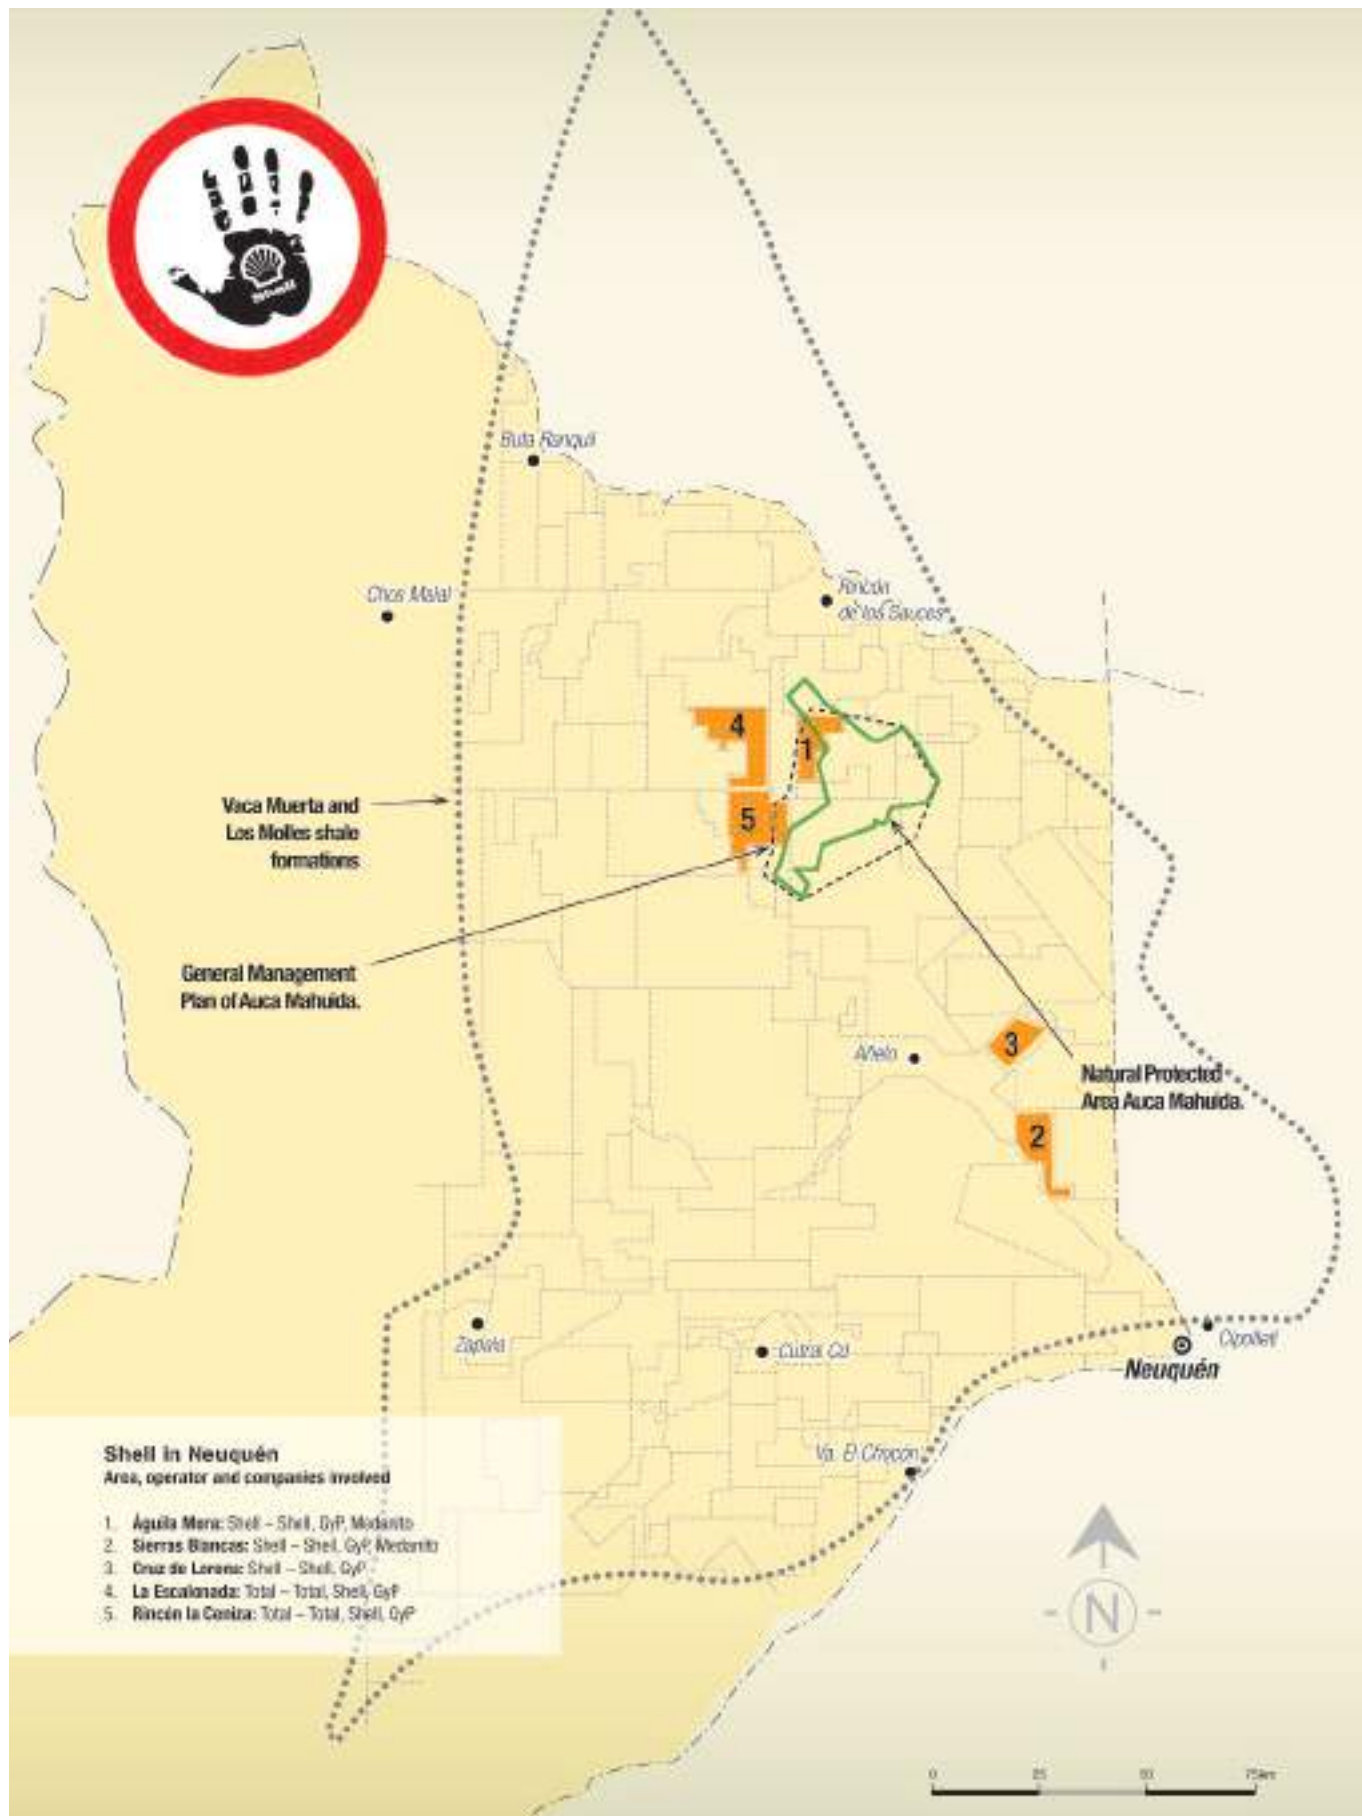 Buta Ranquil
Chos Malal
Rincón
de los Sauces
4
1
5
Vaca Muerta and
Los Molles shale
formations
General Management
Plan of Auca Mahuida.
3
Añelo
Natural Protected
Area Auca Mahuida.
2
Zapala
Cutral Có
Cipolleti
Neuquén
Va. El Chocón
Shell in Neuquén
Area, operator and companies involved
1. Águila Mora: Shell – Shell, GyP, Medanito
2. Sierras Blancas: Shell – Shell, GyP, Medanito
3. Cruz de Lorena: Shell – Shell, GyP
4. La Escalonada: Total – Total, Shell, GyP
5. Rincón la Ceniza: Total – Total, Shell, GyP
N
0 25 50 75km